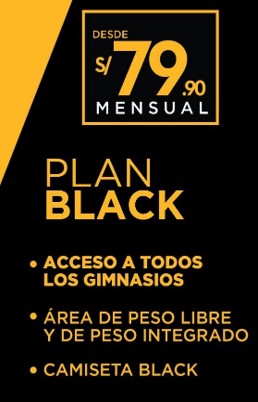 DESDE
S/79.90
MENSUAL
PLAN
BLACK
• ACCESO A TODOS
LOS GIMNASIOS
• ÁREA DE PESO LIBRE
Y DE PESO INTEGRADO
• CAMISETA BLACK